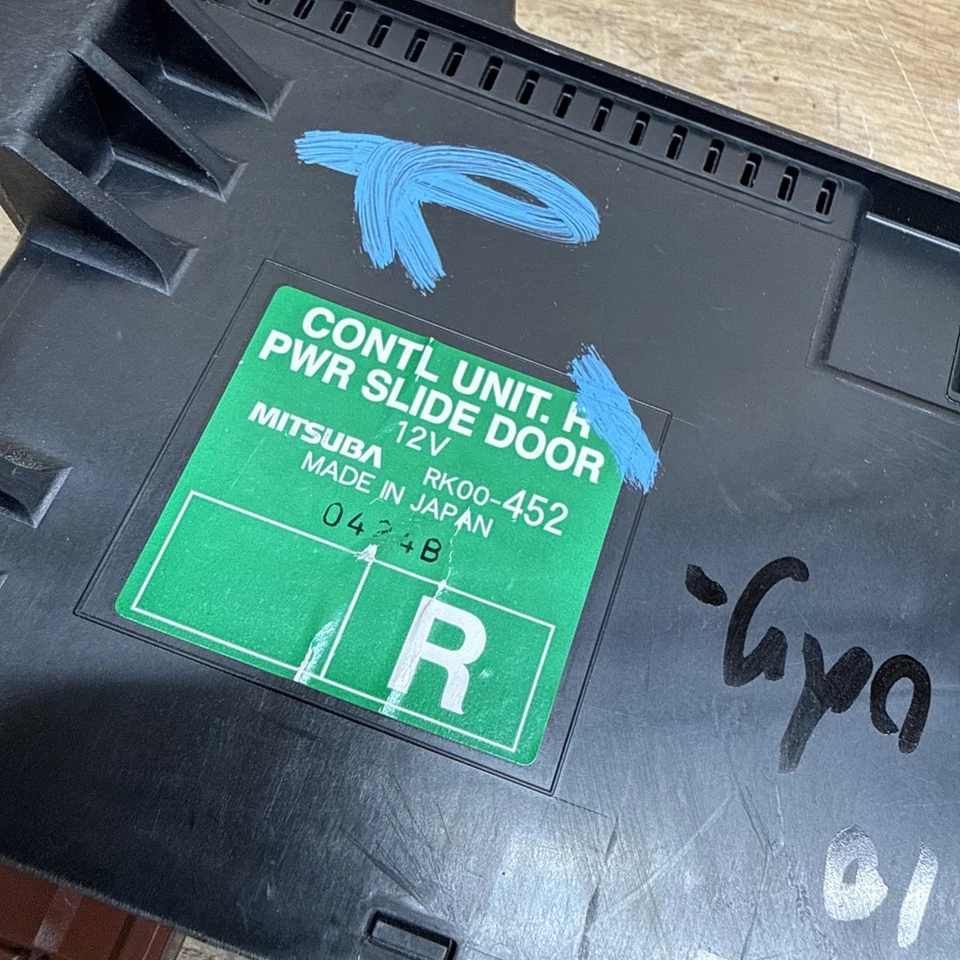 CONTL UNIT. R
PWR SLIDE DOOR
12V
MITSUBA
RK00-452
MADE IN JAPAN
R